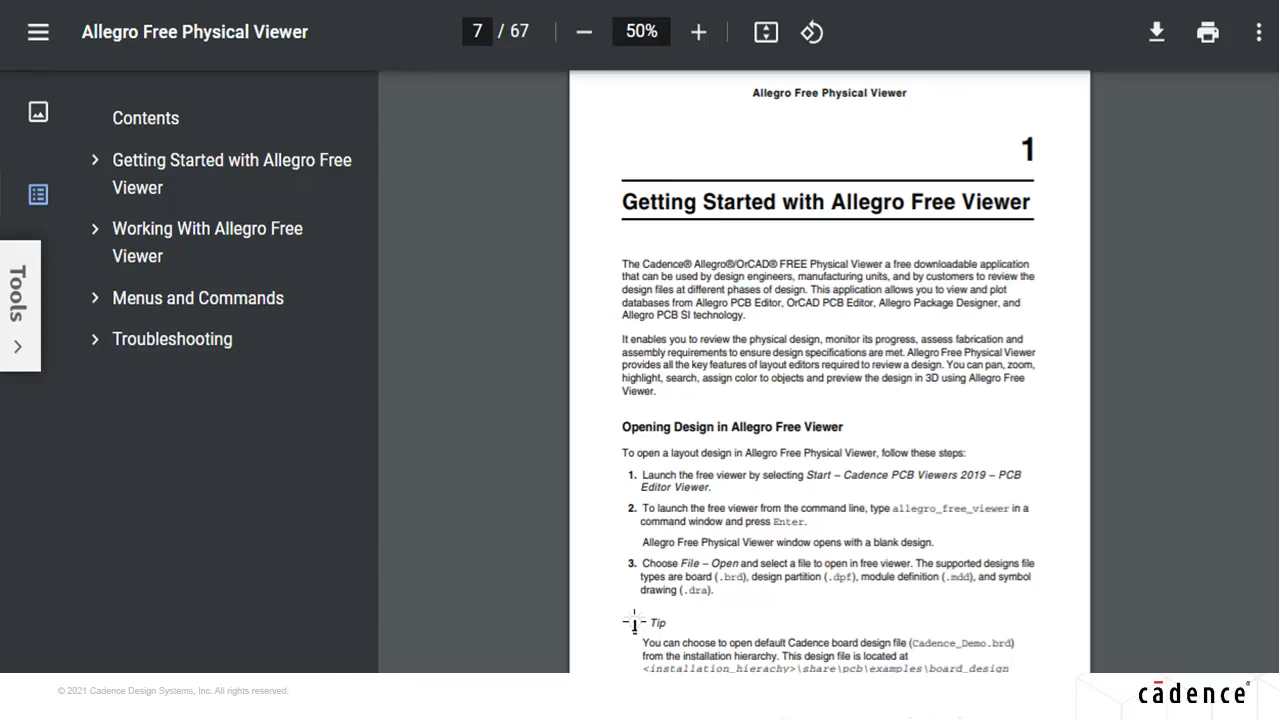 Allegro Free Physical Viewer
7 / 67
50%
Tools
Contents
Getting Started with Allegro Free
Viewer
Working With Allegro Free
Viewer
Menus and Commands
Troubleshooting
Allegro Free Physical Viewer
1
Getting Started with Allegro Free Viewer
The Cadence® Allegro®/OrCAD® FREE Physical Viewer a free downloadable application
that can be used by design engineers, manufacturing units, and by customers to review the
design files at different phases of design. This application allows you to view and plot
databases from Allegro PCB Editor, OrCAD PCB Editor, Allegro Package Designer, and
Allegro PCB SI technology.
It enables you to review the physical design, monitor its progress, assess fabrication and
assembly requirements to ensure design specifications are met. Allegro Free Physical Viewer
provides all the key features of layout editors required to review a design. You can pan, zoom,
highlight, search, assign color to objects and preview the design in 3D using Allegro Free
Viewer.
Opening Design in Allegro Free Viewer
To open a layout design in Allegro Free Physical Viewer, follow these steps:
1. Launch the free viewer by selecting Start – Cadence PCB Viewers 2019 – PCB
Editor Viewer.
2. To launch the free viewer from the command line, type allegro_free_viewer in a
command window and press Enter.
Allegro Free Physical Viewer window opens with a blank design.
3. Choose File – Open and select a file to open in free viewer. The supported designs file
types are board (.brd), design partition (.dpf), module definition (.mdd), and symbol
drawing (.dra).
Tip
You can choose to open default Cadence board design file (Cadence_Demo.brd)
from the installation hierarchy. This design file is located at
<installation_hierachy>\share\pcb\examples\board_design
© 2021 Cadence Design Systems, Inc. All rights reserved.
cādence®